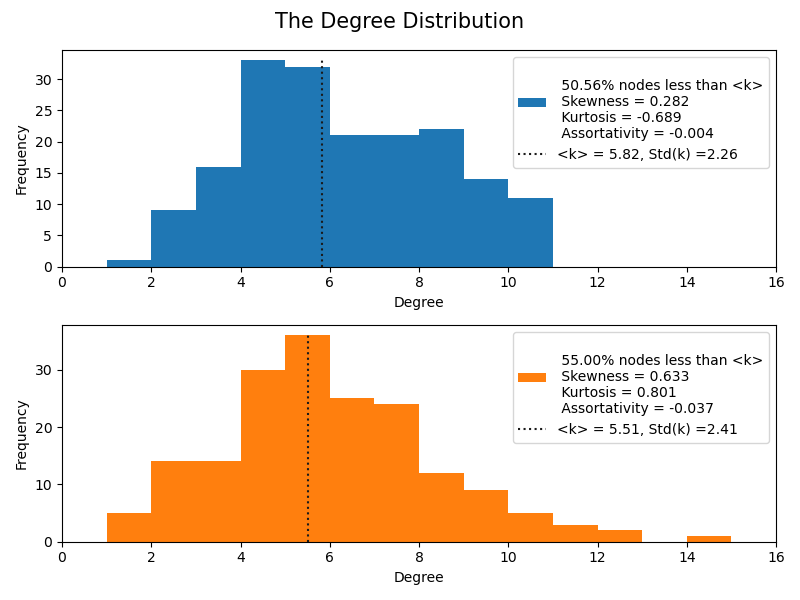 The Degree Distribution
Frequency
30
25
20
15
10
5
0
50.56% nodes less than <k>
Skewness = 0.282
Kurtosis = -0.689
Assortativity = -0.004
<k> = 5.82, Std(k) =2.26
0 2 4 6 8 10 12 14 16
Degree
Frequency
30
20
10
0
55.00% nodes less than <k>
Skewness = 0.633
Kurtosis = 0.801
Assortativity = -0.037
<k> = 5.51, Std(k) =2.41
0 2 4 6 8 10 12 14 16
Degree